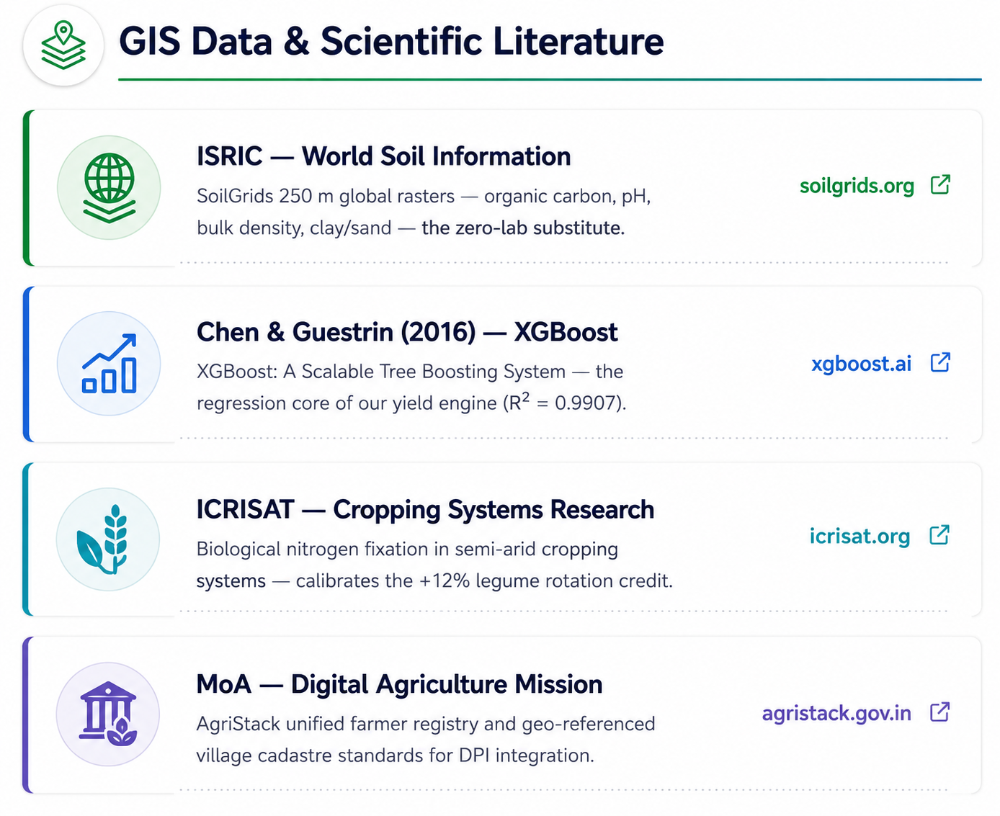 GIS Data & Scientific Literature
ISRIC — World Soil Information
SoilGrids 250 m global rasters — organic carbon, pH,
bulk density, clay/sand — the zero-lab substitute.
soilgrids.org
Chen & Guestrin (2016) — XGBoost
XGBoost: A Scalable Tree Boosting System — the
regression core of our yield engine (R² = 0.9907).
xgboost.ai
ICRISAT — Cropping Systems Research
Biological nitrogen fixation in semi-arid cropping
systems — calibrates the +12% legume rotation credit.
icrisat.org
MoA — Digital Agriculture Mission
AgriStack unified farmer registry and geo-referenced
village cadastre standards for DPI integration.
agristack.gov.in